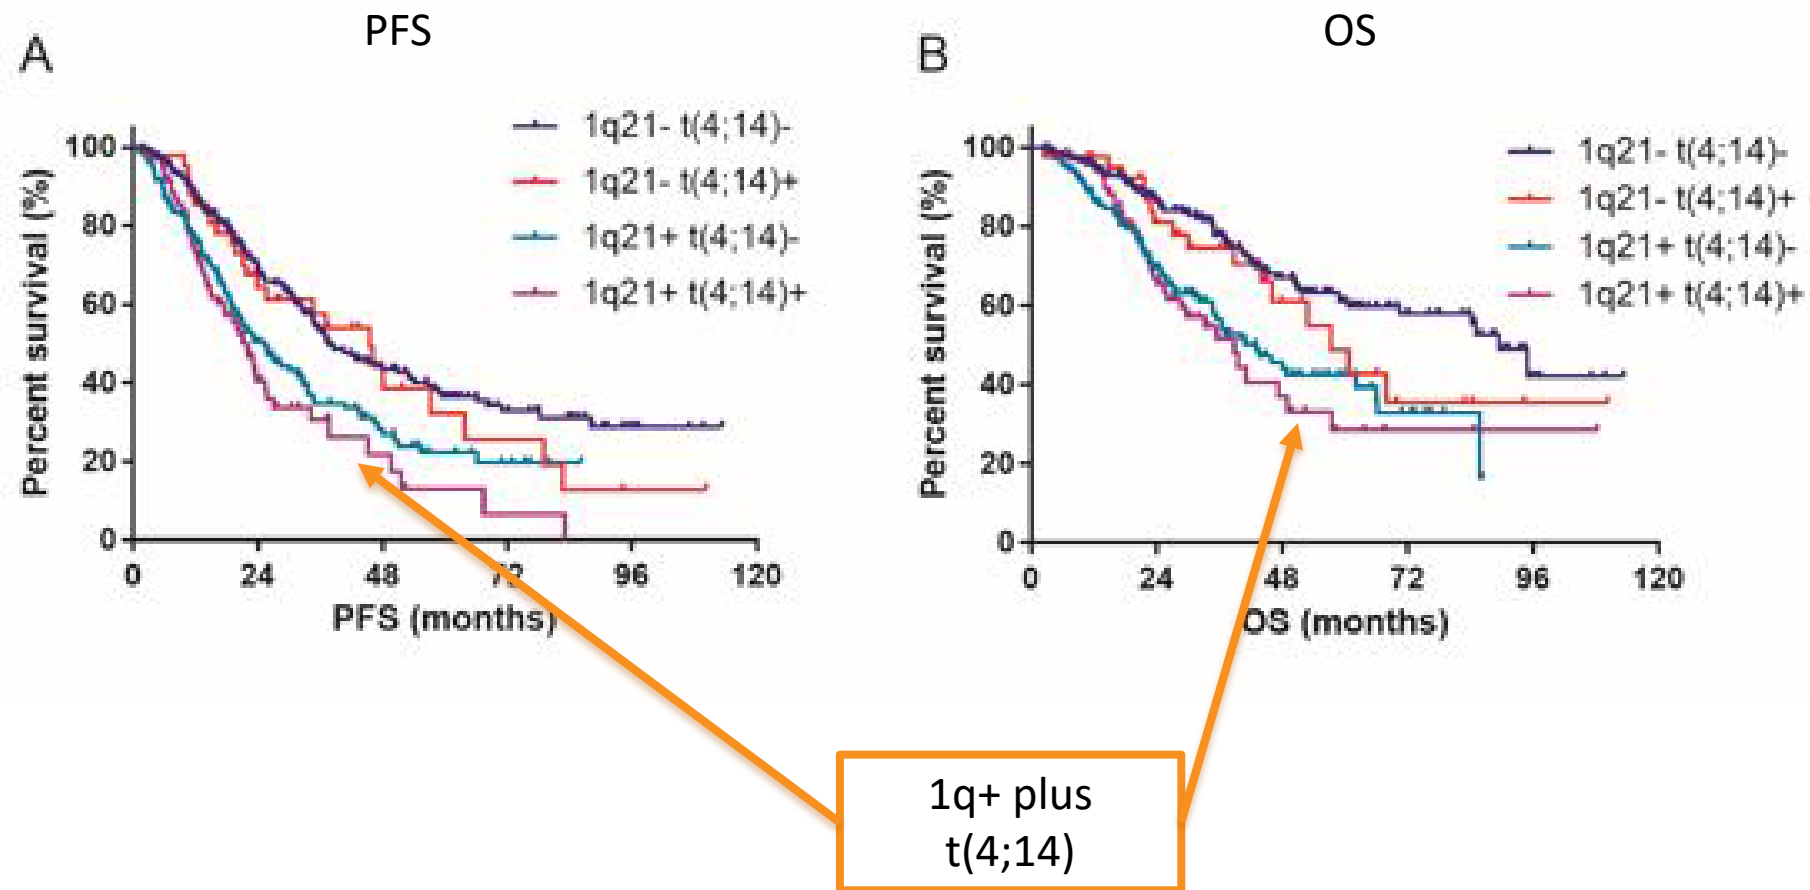 PFS
OS
A
B
1q21- t(4;14)-
1q21- t(4;14)+
1q21+ t(4;14)-
1q21+ t(4;14)+
Percent survival (%)
100
80
60
40
20
0
0 24 48 72 96 120
PFS (months)
1q21- t(4;14)-
1q21- t(4;14)+
1q21+ t(4;14)-
1q21+ t(4;14)+
Percent survival (%)
100
80
60
40
20
0
0 24 48 72 96 120
OS (months)
1q+ plus
t(4;14)